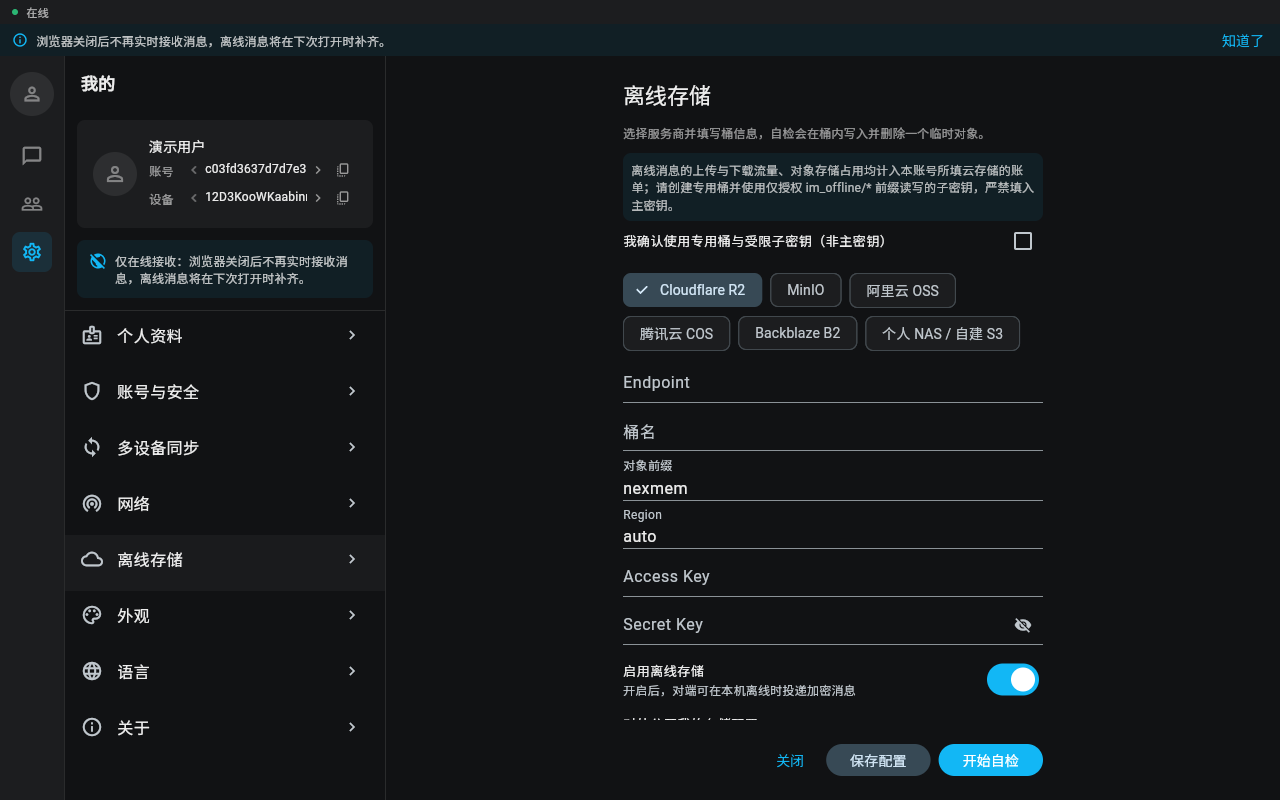 在线
浏览器关闭后不再实时接收消息，离线消息将在下次打开时补齐。
知道了
我的
演示用户
账号
c03fd3637d7d7e3
设备
12D3KooWKaabin
仅在线接收：浏览器关闭后不再实时接收消
息，离线消息将在下次打开时补齐。
个人资料
账号与安全
多设备同步
网络
离线存储
外观
语言
关于
离线存储
选择服务商并填写桶信息，自检会在桶内写入并删除一个临时对象。
离线消息的上传与下载流量、对象存储占用均计入本账号所填云存储的账
单；请创建专用桶并使用仅授权 im_offline/* 前缀读写的子密钥，严禁填入
主密钥。
我确认使用专用桶与受限子密钥（非主密钥）
Cloudflare R2
MinIO
阿里云 OSS
腾讯云 COS
Backblaze B2
个人 NAS / 自建 S3
Endpoint
桶名
对象前缀
nexmem
Region
auto
Access Key
Secret Key
启用离线存储
开启后，对端可在本机离线时投递加密消息
关闭
保存配置
开始自检